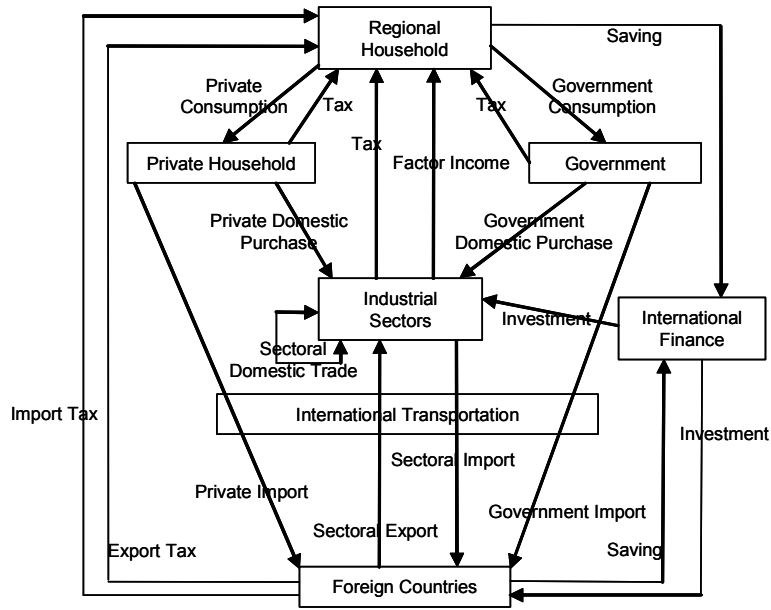 Regional
Household
Saving
Private
Consumption
Tax
Tax
Government
Consumption
Tax
Private Household
Factor Income
Government
Private Domestic
Purchase
Government
Domestic Purchase
Industrial
Sectors
Investment
International
Finance
Sectoral
Domestic Trade
International Transportation
Import Tax
Investment
Sectoral Import
Private Import
Government Import
Sectoral Export
Export Tax
Saving
Foreign Countries